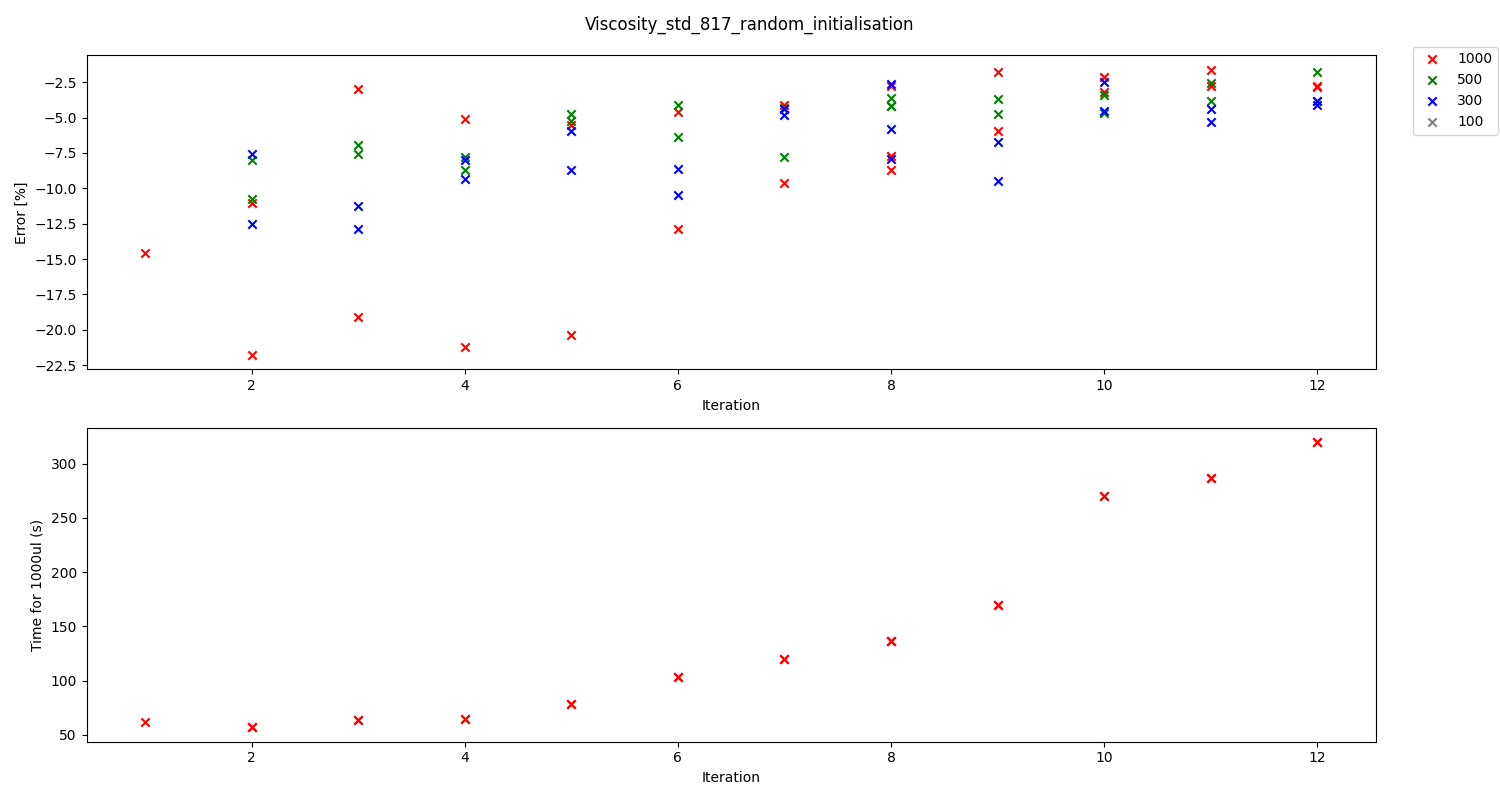 Viscosity_std_817_random_initialisation
1000
500
300
100
−2.5
−5.0
−7.5
−10.0
−12.5
−15.0
−17.5
−20.0
−22.5
Error [%]
2 4 6 8 10 12
Iteration
300
250
200
150
100
50
Time for 1000ul (s)
2 4 6 8 10 12
Iteration